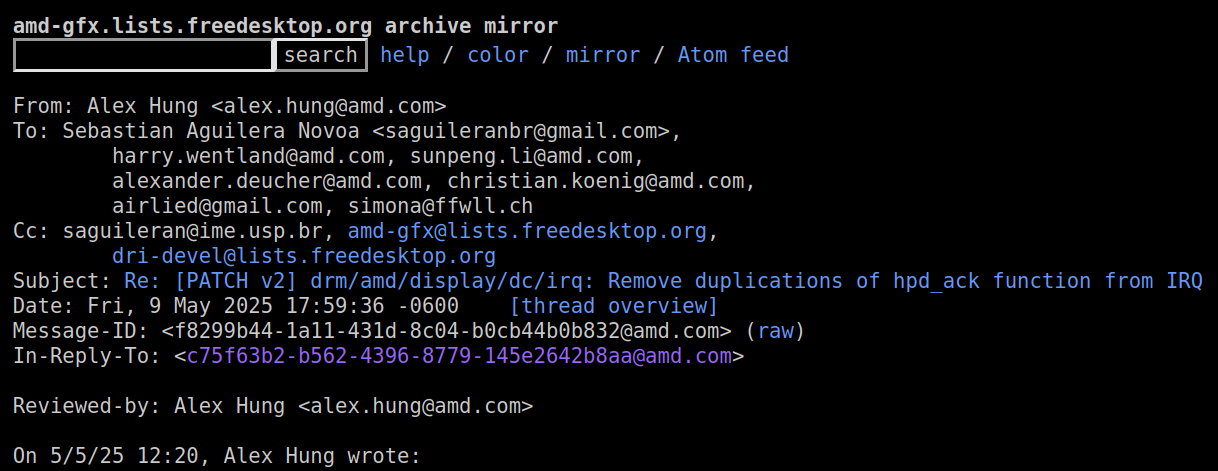 amd-gfx.lists.freedesktop.org archive mirror
search help / color / mirror / Atom feed
From: Alex Hung <alex.hung@amd.com>
To: Sebastian Aguilera Novoa <saguileranbr@gmail.com>,
harry.wentland@amd.com, sunpeng.li@amd.com,
alexander.deucher@amd.com, christian.koenig@amd.com,
airlied@gmail.com, simona@ffwll.ch
Cc: saguileran@ime.usp.br, amd-gfx@lists.freedesktop.org,
dri-devel@lists.freedesktop.org
Subject: Re: [PATCH v2] drm/amd/display/dc/irq: Remove duplications of hpd_ack function from IRQ
Date: Fri, 9 May 2025 17:59:36 -0600 [thread overview]
Message-ID: <f8299b44-1a11-431d-8c04-b0cb44b0b832@amd.com> (raw)
In-Reply-To: <c75f63b2-b562-4396-8779-145e2642b8aa@amd.com>
Reviewed-by: Alex Hung <alex.hung@amd.com>
On 5/5/25 12:20, Alex Hung wrote: